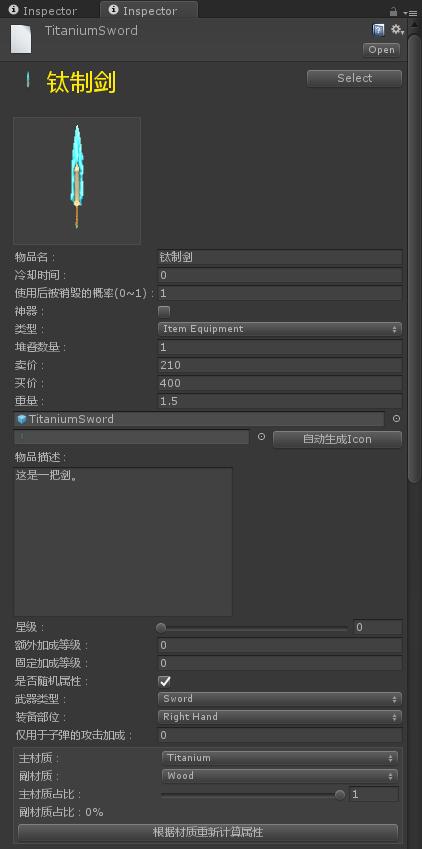 Inspector Inspector
TitaniumSword
Open
钛制剑
Select
物品名： 钛制剑
冷却时间： 0
使用后被销毁的概率(0~1)： 1
神器：
类型： Item Equipment
堆叠数量： 1
卖价： 210
买价： 400
重量： 1.5
TitaniumSword
自动生成Icon
物品描述：
这是一把剑。
星级： 0
额外加成等级： 0
固定加成等级： 0
是否随机属性：
武器类型： Sword
装备部位： Right Hand
仅用于子弹的攻击加成： 0
主材质： Titanium
副材质： Wood
主材质占比： 1
副材质占比：0%
根据材质重新计算属性